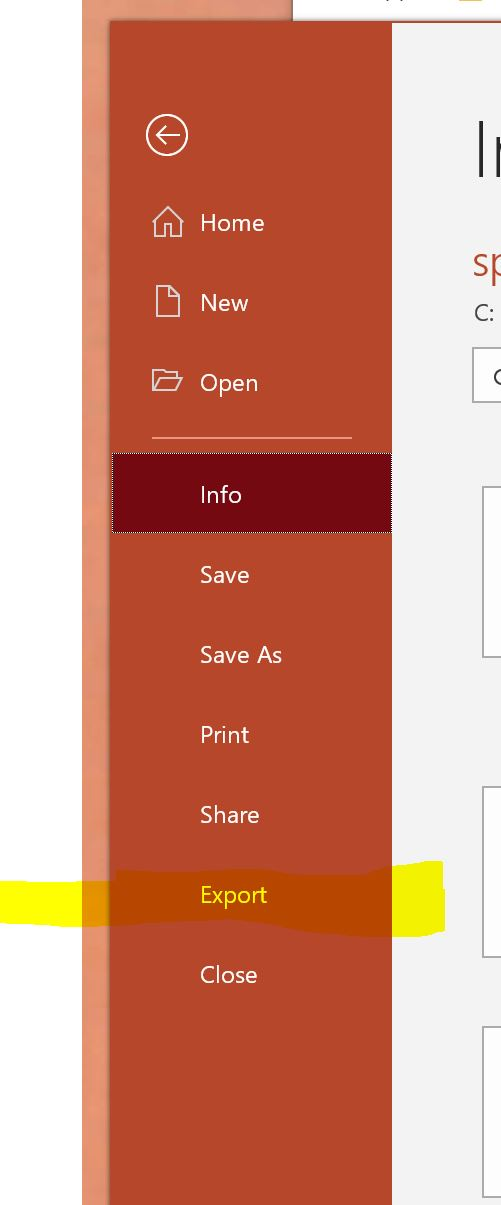 Home
New
Open
Info
Save
Save As
Print
Share
Export
Close
C: